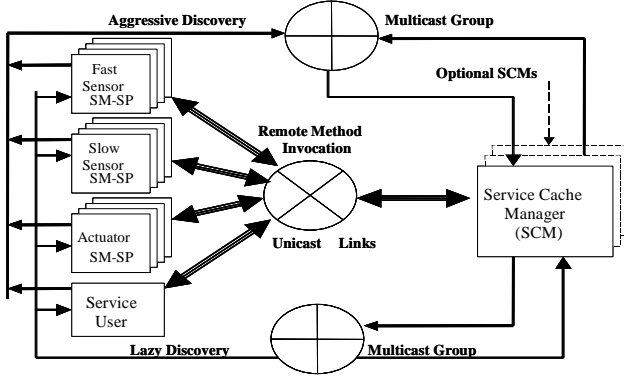 Aggressive Discovery
Multicast Group
Optional SCMs
Fast
Sensor
SM-SP
Remote Method
Invocation
Slow
Sensor
SM-SP
Service Cache
Manager
(SCM)
Actuator
SM-SP
Unicast Links
Service
User
Lazy Discovery
Multicast Group